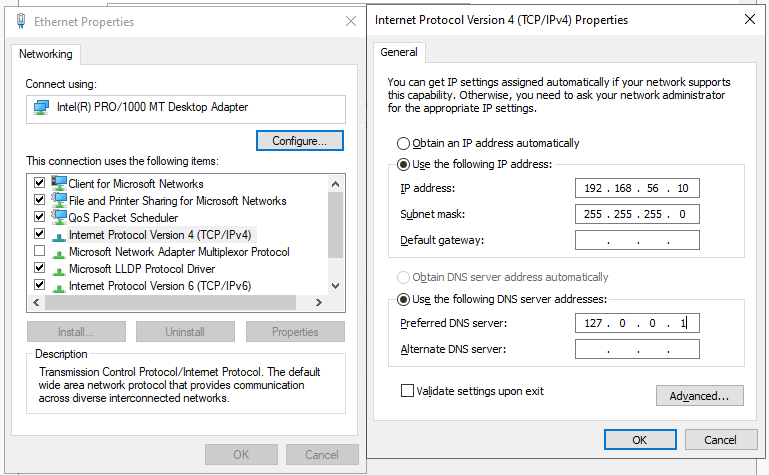 Ethernet Properties
Networking
Connect using:
Intel(R) PRO/1000 MT Desktop Adapter
Configure...
This connection uses the following items:
Client for Microsoft Networks
File and Printer Sharing for Microsoft Networks
QoS Packet Scheduler
Internet Protocol Version 4 (TCP/IPv4)
Microsoft Network Adapter Multiplexor Protocol
Microsoft LLDP Protocol Driver
Internet Protocol Version 6 (TCP/IPv6)
Install...
Uninstall
Properties
Description
Transmission Control Protocol/Internet Protocol. The default
wide area network protocol that provides communication
across diverse interconnected networks.
OK
Cancel
Internet Protocol Version 4 (TCP/IPv4) Properties
General
You can get IP settings assigned automatically if your network supports
this capability. Otherwise, you need to ask your network administrator
for the appropriate IP settings.
Obtain an IP address automatically
Use the following IP address:
IP address: 192 . 168 . 56 . 10
Subnet mask: 255 . 255 . 255 . 0
Default gateway: . . .
Obtain DNS server address automatically
Use the following DNS server addresses:
Preferred DNS server: 127 . 0 . 0 . 1
Alternate DNS server: . . .
Validate settings upon exit
Advanced...
OK
Cancel